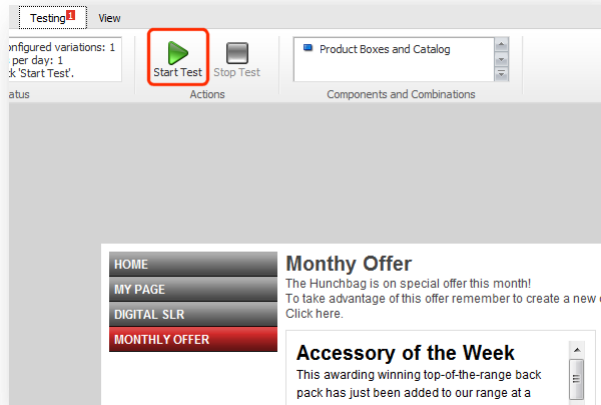 Testing 1 View
nfigured variations: 1
per day: 1
k 'Start Test'.
Start Test Stop Test
Product Boxes and Catalog
atus Actions Components and Combinations
HOME
MY PAGE
DIGITAL SLR
MONTHLY OFFER
Monthy Offer
The Hunchbag is on special offer this month!
To take advantage of this offer remember to create a new
Click here.
Accessory of the Week
This awarding winning top-of-the-range back
pack has just been added to our range at a